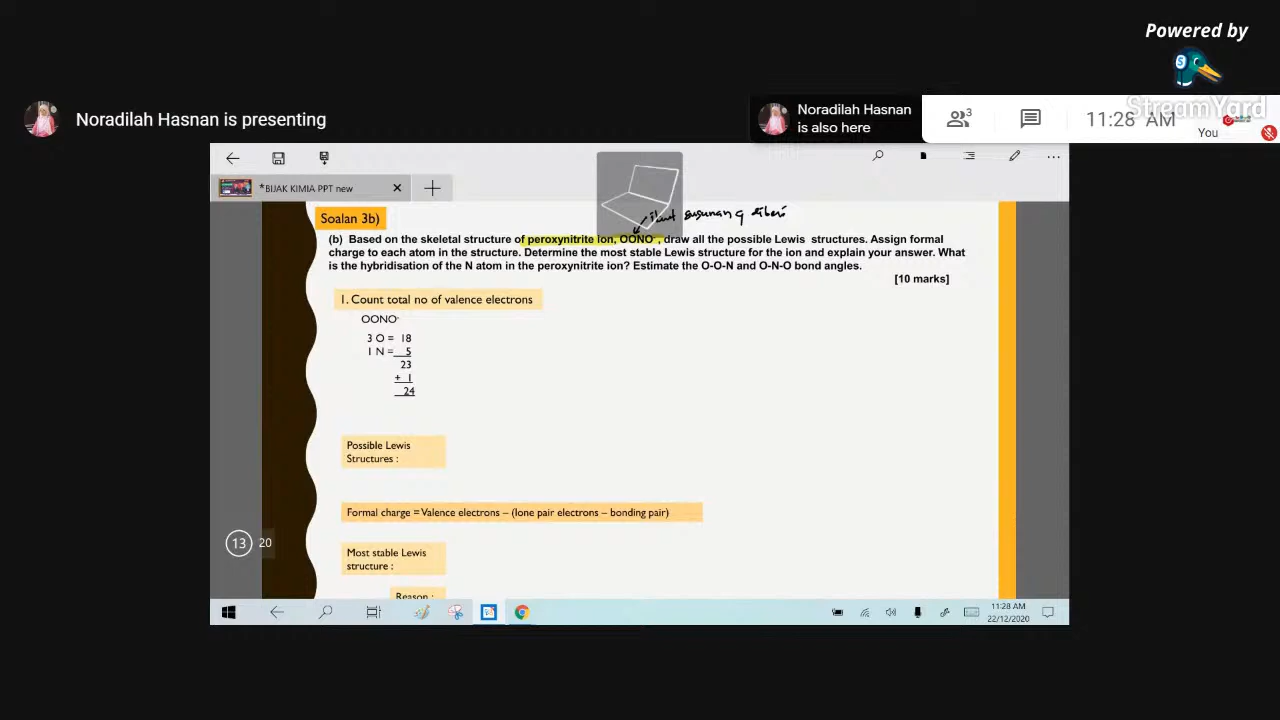 Powered by
StreamYard
Noradilah Hasnan is presenting
Noradilah Hasnan
is also here
3
11:28 AM
You
*BIJAK KIMIA PPT new
Soalan 3b)
susunan
(b) Based on the skeletal structure of peroxynitrite ion, OONO⁻, draw all the possible Lewis structures. Assign formal
charge to each atom in the structure. Determine the most stable Lewis structure for the ion and explain your answer. What
is the hybridisation of the N atom in the peroxynitrite ion? Estimate the O-O-N and O-N-O bond angles.
[10 marks]
1. Count total no of valence electrons
OONO⁻
3 O = 18
1 N = 5
23
+ 1
24
Possible Lewis
Structures :
Formal charge = Valence electrons – (lone pair electrons – bonding pair)
Most stable Lewis
structure :
Reason :
13 20
11:28 AM
22/12/2020